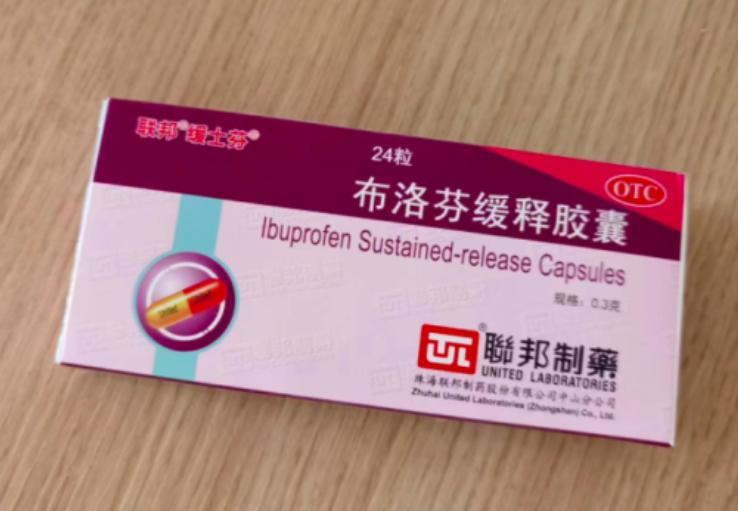 联邦®缓士芬®
24粒
OTC
布洛芬缓释胶囊
Ibuprofen Sustained-release Capsules
规格：0.3克
United
®
聯邦制藥
UNITED LABORATORIES
珠海联邦制药股份有限公司中山分公司
Zhuhai United Laboratories (Zhongshan) Co., Ltd.